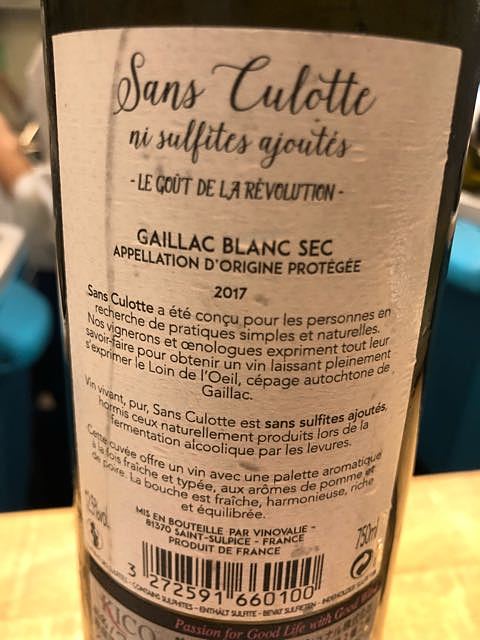 Sans Culotte
ni sulfites ajoutés
- LE GOÛT DE LA RÉVOLUTION -
GAILLAC BLANC SEC
APPELLATION D'ORIGINE PROTÉGÉE
2017
Sans Culotte a été conçu pour les personnes en
recherche de pratiques simples et naturelles.
Nos vignerons et œnologues expriment tout leur
savoir-faire pour obtenir un vin laissant pleinement
s'exprimer le Loin de l'Oeil, cépage autochtone de
Gaillac.
Vin vivant, pur, Sans Culotte est sans sulfites ajoutés,
hormis ceux naturellement produits lors de la
fermentation alcoolique par les levures.
Cette cuvée offre un vin avec une palette aromatique
à la fois fraîche et typée, aux arômes de pomme et
de poire. La bouche est fraîche, harmonieuse, riche
et équilibrée.
MIS EN BOUTEILLE PAR VINOVALIE -
81370 SAINT-SULPICE - FRANCE
PRODUIT DE FRANCE
750ml
3 272591 660100
- CONTAINS SULPHITES - ENTHÄLT SULFITE - BEVAT SULFIETEN -
Passion for Good Life with Good Wine